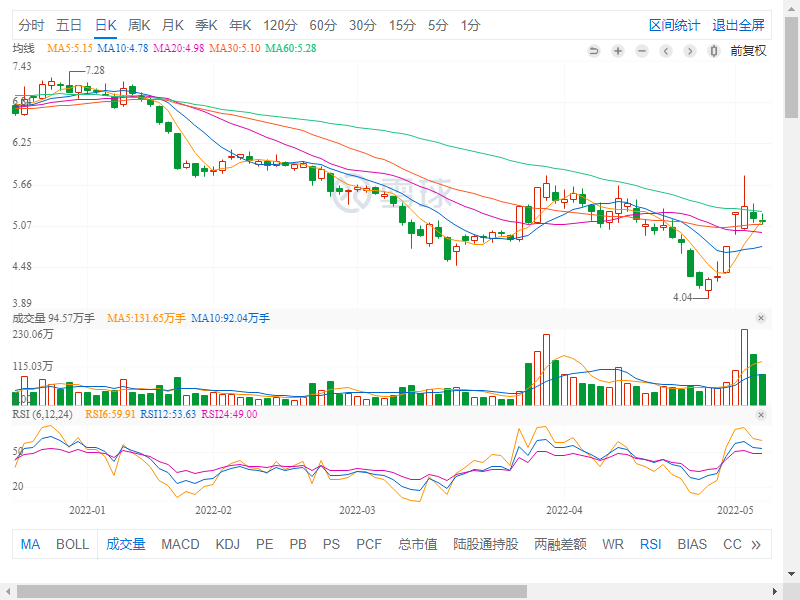 分时 五日 日K 周K 月K 季K 年K 120分 60分 30分 15分 5分 1分 区间统计 退出全屏
均线 MA5:5.15 MA10:4.78 MA20:4.98 MA30:5.10 MA60:5.28 前复权
7.43
7.28
6.25
5.66
雪球
5.07
4.48
4.04
3.89
成交量 94.57万手 MA5:131.65万手 MA10:92.04万手
230.06万
115.03万
RSI (6,12,24) RSI6:59.91 RSI12:53.63 RSI24:49.00
50
20
2022-01 2022-02 2022-03 2022-04 2022-05
MA BOLL 成交量 MACD KDJ PE PB PS PCF 总市值 陆股通持股 两融差额 WR RSI BIAS CC »